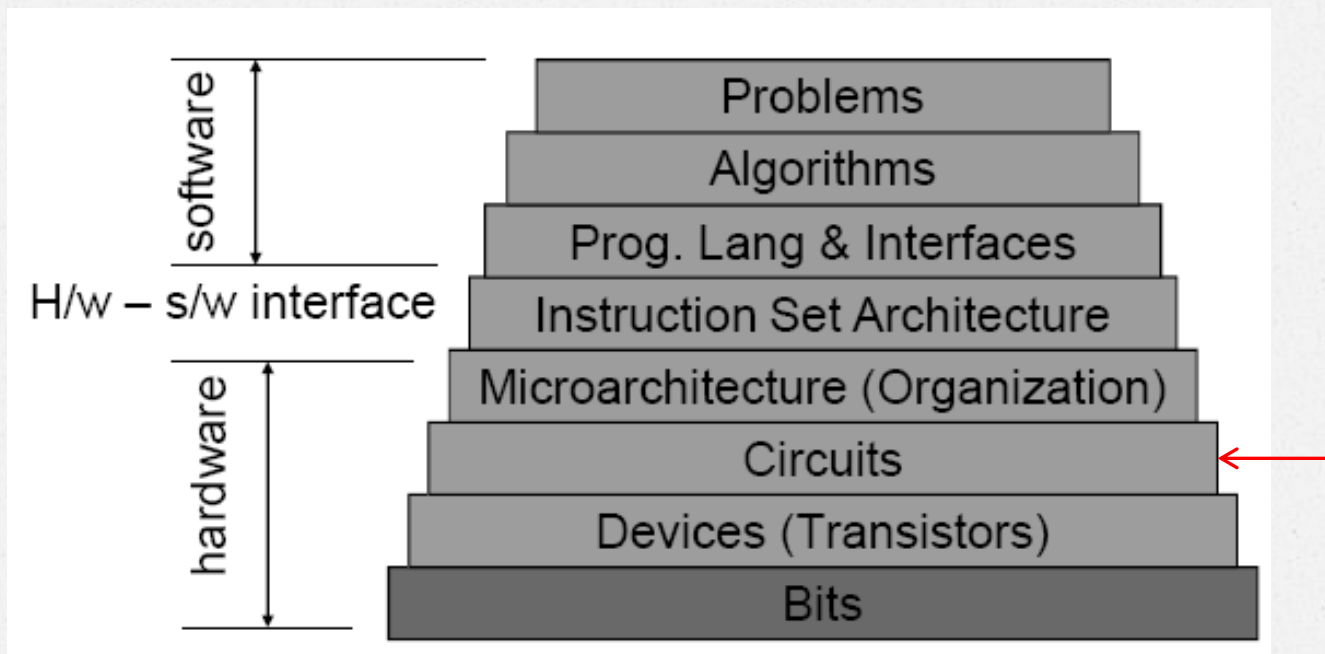 software
H/w – s/w interface
hardware
Problems
Algorithms
Prog. Lang & Interfaces
Instruction Set Architecture
Microarchitecture (Organization)
Circuits
Devices (Transistors)
Bits